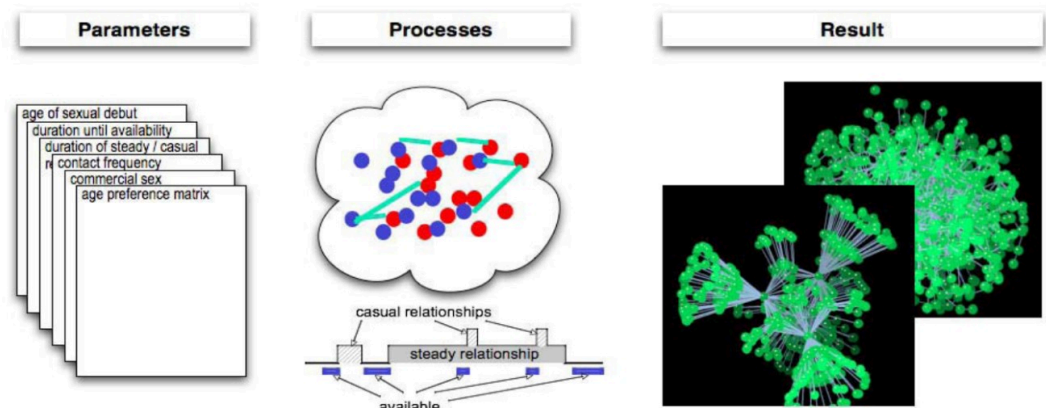 Parameters
Processes
Result
age of sexual debut
duration until availability
duration of steady / casual
contact frequency
commercial sex
age preference matrix
casual relationships
steady relationship
available